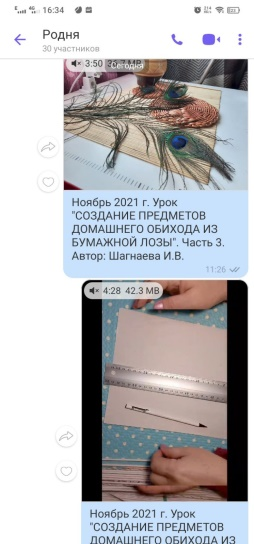 16:34
Родня
30 участников
3:50
Сегодня
Ноябрь 2021 г. Урок
"СОЗДАНИЕ ПРЕДМЕТОВ
ДОМАШНЕГО ОБИХОДА ИЗ
БУМАЖНОЙ ЛОЗЫ". Часть 3.
Автор: Шагнаева И.В.
11:26
4:28 42.3 MB
Ноябрь 2021 г. Урок
"СОЗДАНИЕ ПРЕДМЕТОВ
ДОМАШНЕГО ОБИХОДА ИЗ